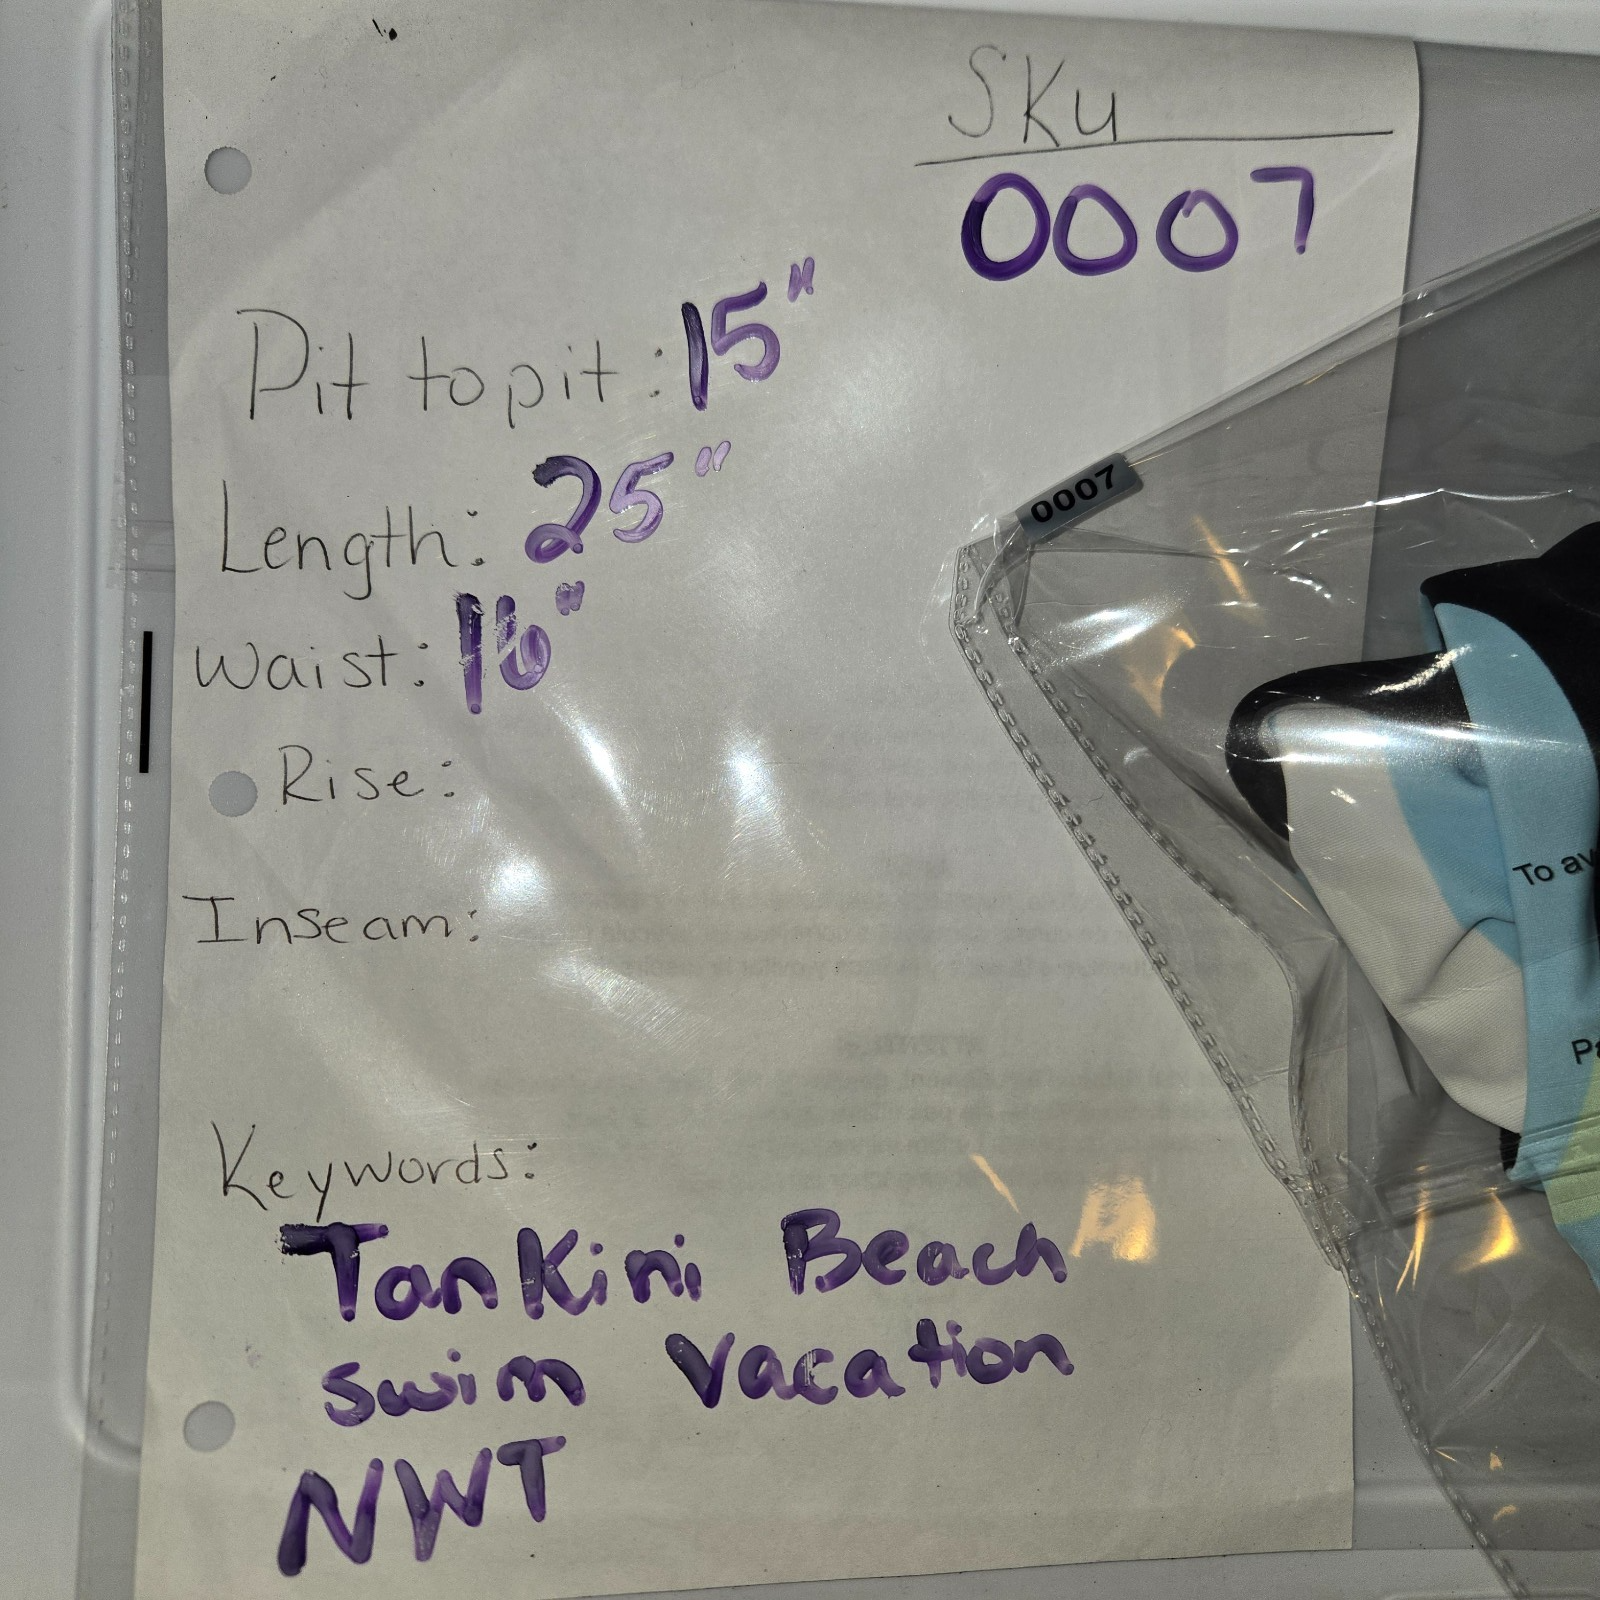 SKu
0007
Pit to pit: 15"
0007
Length: 25"
Waist: 16"
Rise:
Inseam:
To av
Pa
Keywords:
Tankini Beach
swim Vacation
NWT